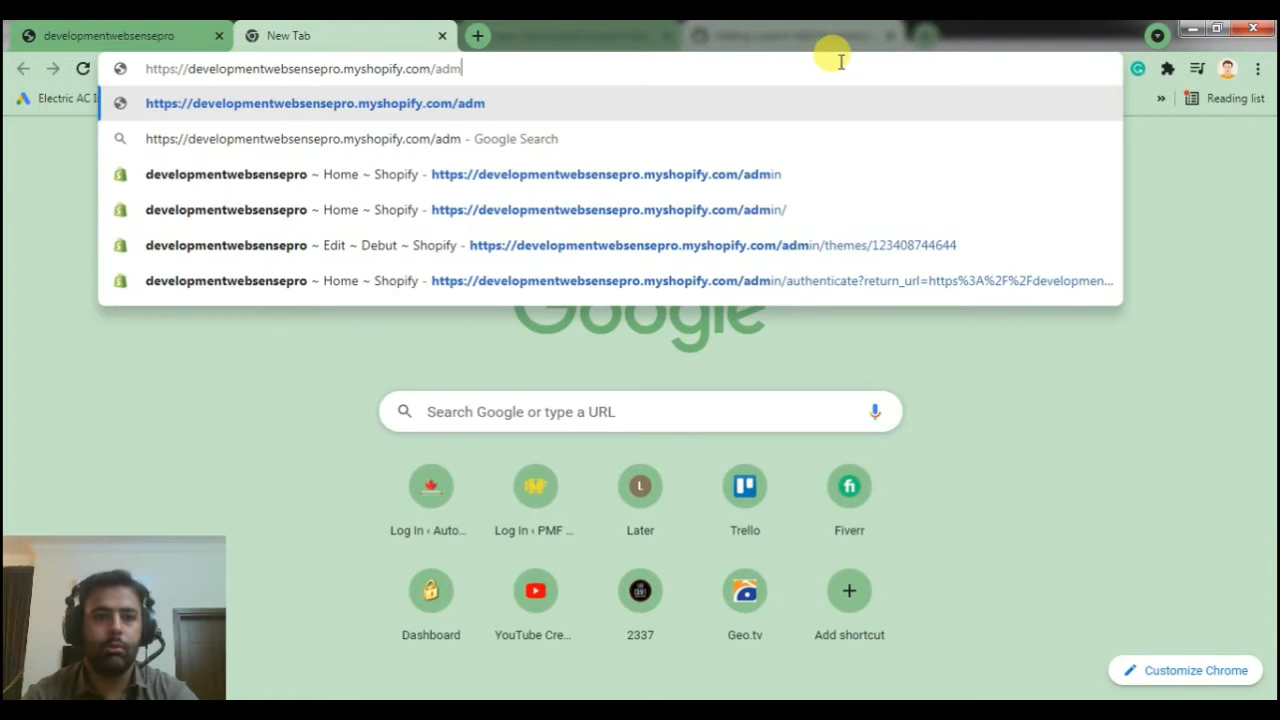 developmentwebsensepro
New Tab
https://developmentwebsensepro.myshopify.com/adm
Electric AC
Reading list
https://developmentwebsensepro.myshopify.com/adm
https://developmentwebsensepro.myshopify.com/adm - Google Search
developmentwebsensepro ~ Home ~ Shopify - https://developmentwebsensepro.myshopify.com/admin
developmentwebsensepro ~ Home ~ Shopify - https://developmentwebsensepro.myshopify.com/admin/
developmentwebsensepro ~ Edit ~ Debut ~ Shopify - https://developmentwebsensepro.myshopify.com/admin/themes/123408744644
developmentwebsensepro ~ Home ~ Shopify - https://developmentwebsensepro.myshopify.com/admin/authenticate?return_url=https%3A%2F%2Fdevelopmen...
Google
Search Google or type a URL
L
Log In ‹ Auto...
Log In ‹ PMF ...
Later
Trello
Fiverr
Dashboard
YouTube Cre...
2337
Geo.tv
Add shortcut
Customize Chrome